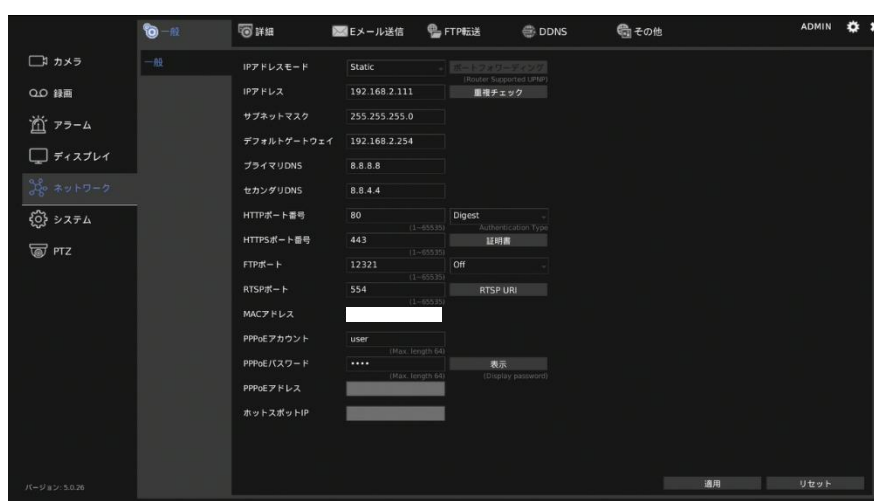 一般 詳細 Eメール送信 FTP転送 DDNS その他 ADMIN
カメラ
録画
アラーム
ディスプレイ
ネットワーク
システム
PTZ
一般
IPアドレスモード Static ポートフォワーディング
(Router Supported UPNP)
IPアドレス 192.168.2.111 重複チェック
サブネットマスク 255.255.255.0
デフォルトゲートウェイ 192.168.2.254
プライマリDNS 8.8.8.8
セカンダリDNS 8.8.4.4
HTTPポート番号 80 Digest
(1~65535) Authentication Type
HTTPSポート番号 443 証明書
(1~65535)
FTPポート 12321 Off
(1~65535)
RTSPポート 554 RTSP URI
(1~65535)
MACアドレス
PPPoEアカウント user
(Max. length 64)
PPPoEパスワード •••• 表示
(Max. length 64) (Display password)
PPPoEアドレス
ホットスポットIP
バージョン: 5.0.26
適用 リセット